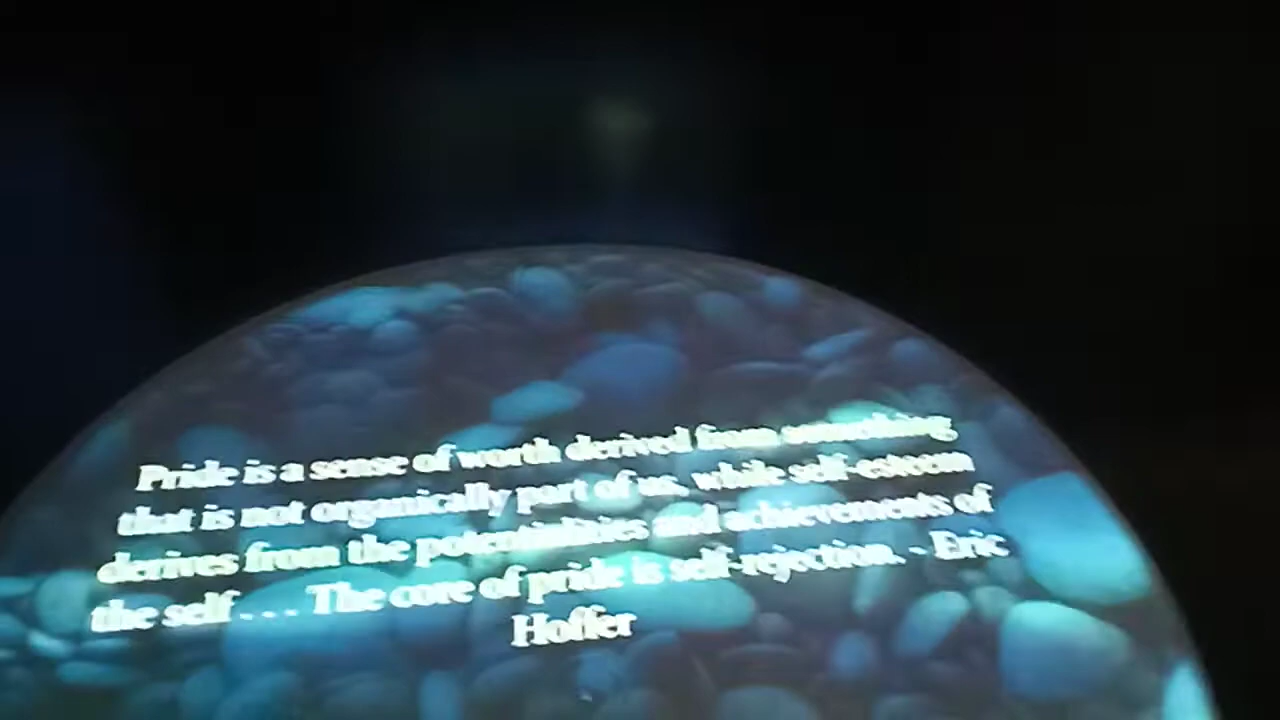 Pride is a sense of worth derived from something
that is not organically part of us, while self-esteem
derives from the potentialities and achievements of
the self . . . The core of pride is self-rejection. - Eric
Hoffer